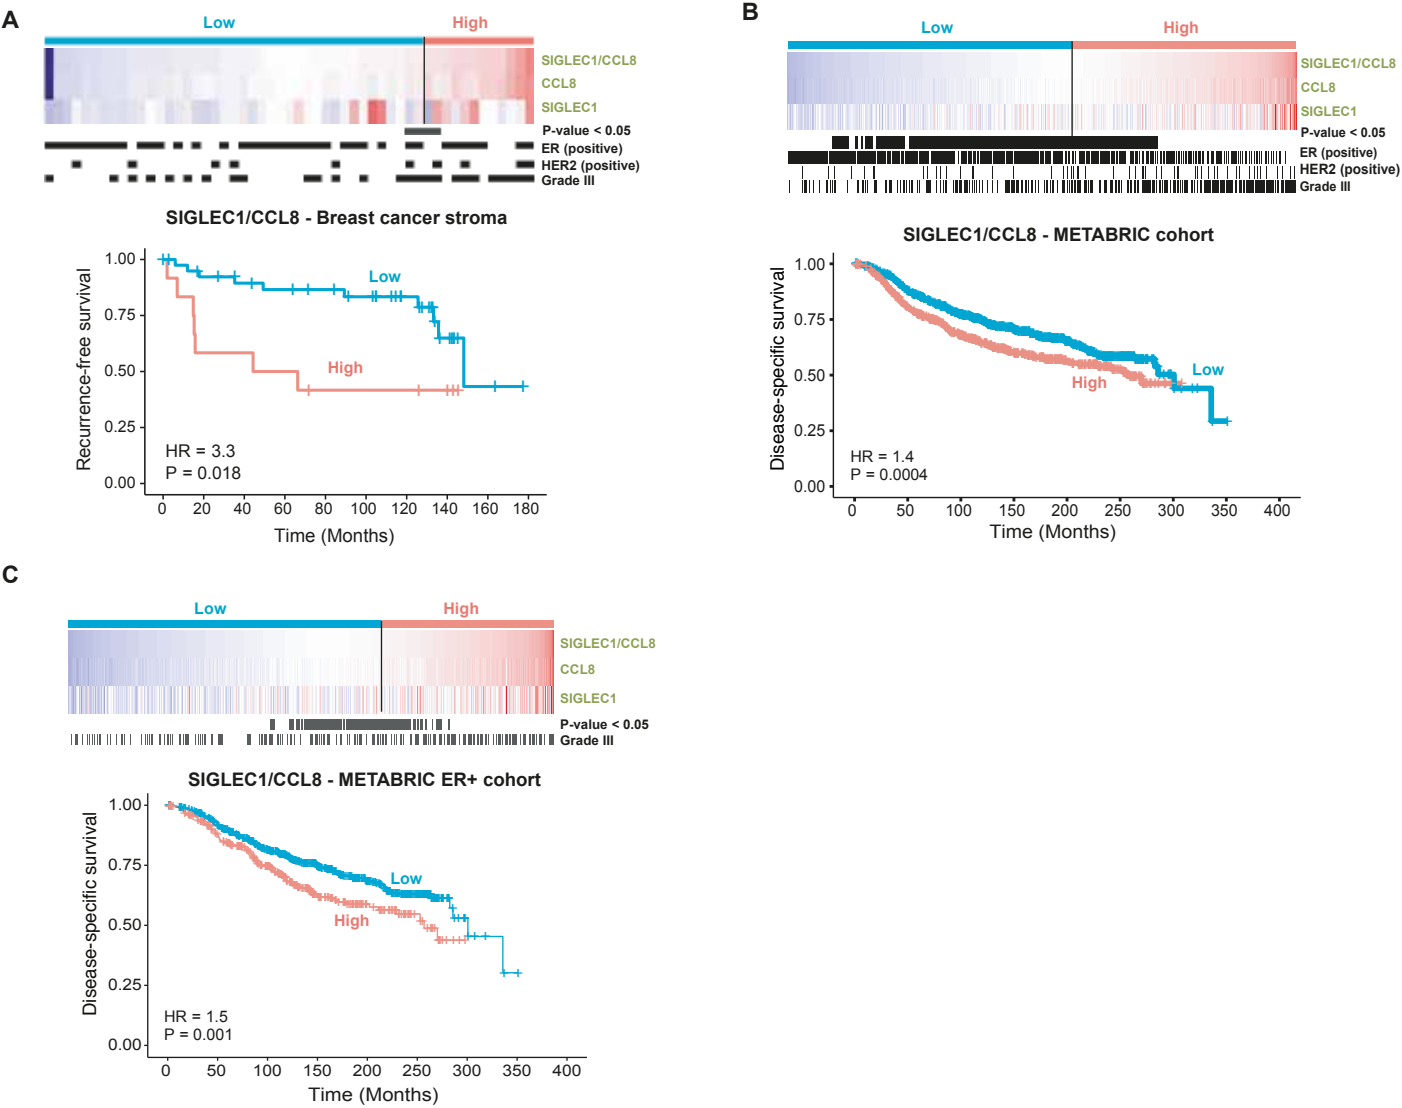 A
Low High
SIGLEC1/CCL8
CCL8
SIGLEC1
P-value < 0.05
ER (positive)
HER2 (positive)
Grade III
SIGLEC1/CCL8 - Breast cancer stroma
Recurrence-free survival
1.00
0.75
0.50
0.25
0.00
Low
High
HR = 3.3
P = 0.018
0 20 40 60 80 100 120 140 160 180
Time (Months)
B
Low High
SIGLEC1/CCL8
CCL8
SIGLEC1
P-value < 0.05
ER (positive)
HER2 (positive)
Grade III
SIGLEC1/CCL8 - METABRIC cohort
Disease-specific survival
1.00
0.75
0.50
0.25
0.00
Low
High
HR = 1.4
P = 0.0004
0 50 100 150 200 250 300 350 400
Time (Months)
C
Low High
SIGLEC1/CCL8
CCL8
SIGLEC1
P-value < 0.05
Grade III
SIGLEC1/CCL8 - METABRIC ER+ cohort
Disease-specific survival
1.00
0.75
0.50
0.25
0.00
Low
High
HR = 1.5
P = 0.001
0 50 100 150 200 250 300 350 400
Time (Months)